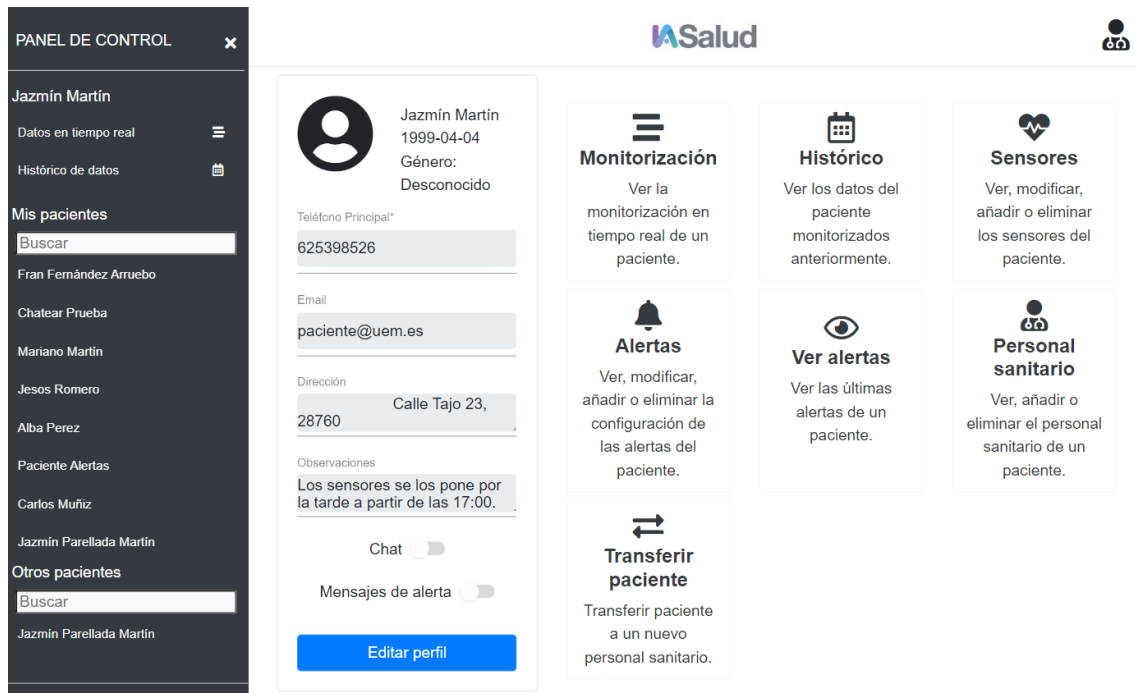 PANEL DE CONTROL
Jazmín Martín
Datos en tiempo real
Histórico de datos
Mis pacientes
Buscar
Fran Fernández Arruebo
Chatear Prueba
Mariano Martín
Jesos Romero
Alba Perez
Paciente Alertas
Carlos Muñiz
Jazmín Parellada Martín
Otros pacientes
Buscar
Jazmín Parellada Martín
IASalud
Jazmín Martín
1999-04-04
Género:
Desconocido
Teléfono Principal*
625398526
Email
paciente@uem.es
Dirección
Calle Tajo 23,
28760
Observaciones
Los sensores se los pone por
la tarde a partir de las 17:00.
Chat
Mensajes de alerta
Editar perfil
Monitorización
Ver la
monitorización en
tiempo real de un
paciente.
Histórico
Ver los datos del
paciente
monitorizados
anteriormente.
Sensores
Ver, modificar,
añadir o eliminar
los sensores del
paciente.
Alertas
Ver, modificar,
añadir o eliminar la
configuración de
las alertas del
paciente.
Ver alertas
Ver las últimas
alertas de un
paciente.
Personal
sanitario
Ver, añadir o
eliminar el personal
sanitario de un
paciente.
Transferir
paciente
Transferir paciente
a un nuevo
personal sanitario.